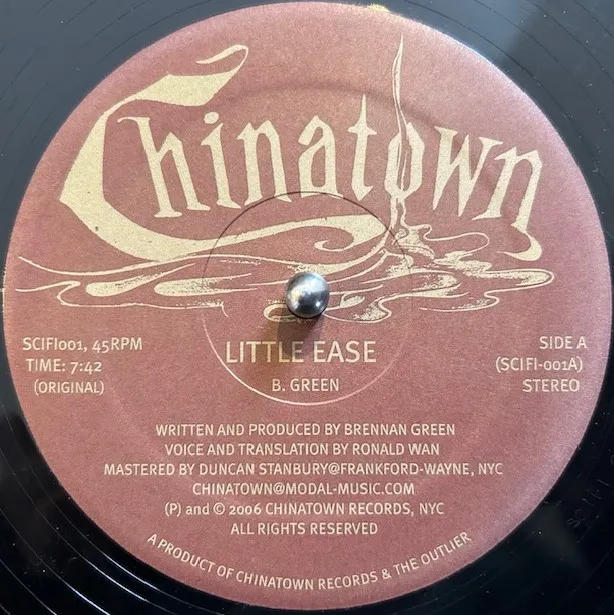 Chinatown
SCIFI001, 45RPM
TIME: 7:42
(ORIGINAL)
LITTLE EASE
B. GREEN
SIDE A
(SCIFI-001A)
STEREO
WRITTEN AND PRODUCED BY BRENNAN GREEN
VOICE AND TRANSLATION BY RONALD WAN
MASTERED BY DUNCAN STANBURY@FRANKFORD-WAYNE, NYC
CHINATOWN@MODAL-MUSIC.COM
(P) and © 2006 CHINATOWN RECORDS, NYC
ALL RIGHTS RESERVED
A PRODUCT OF CHINATOWN RECORDS & THE OUTLIER